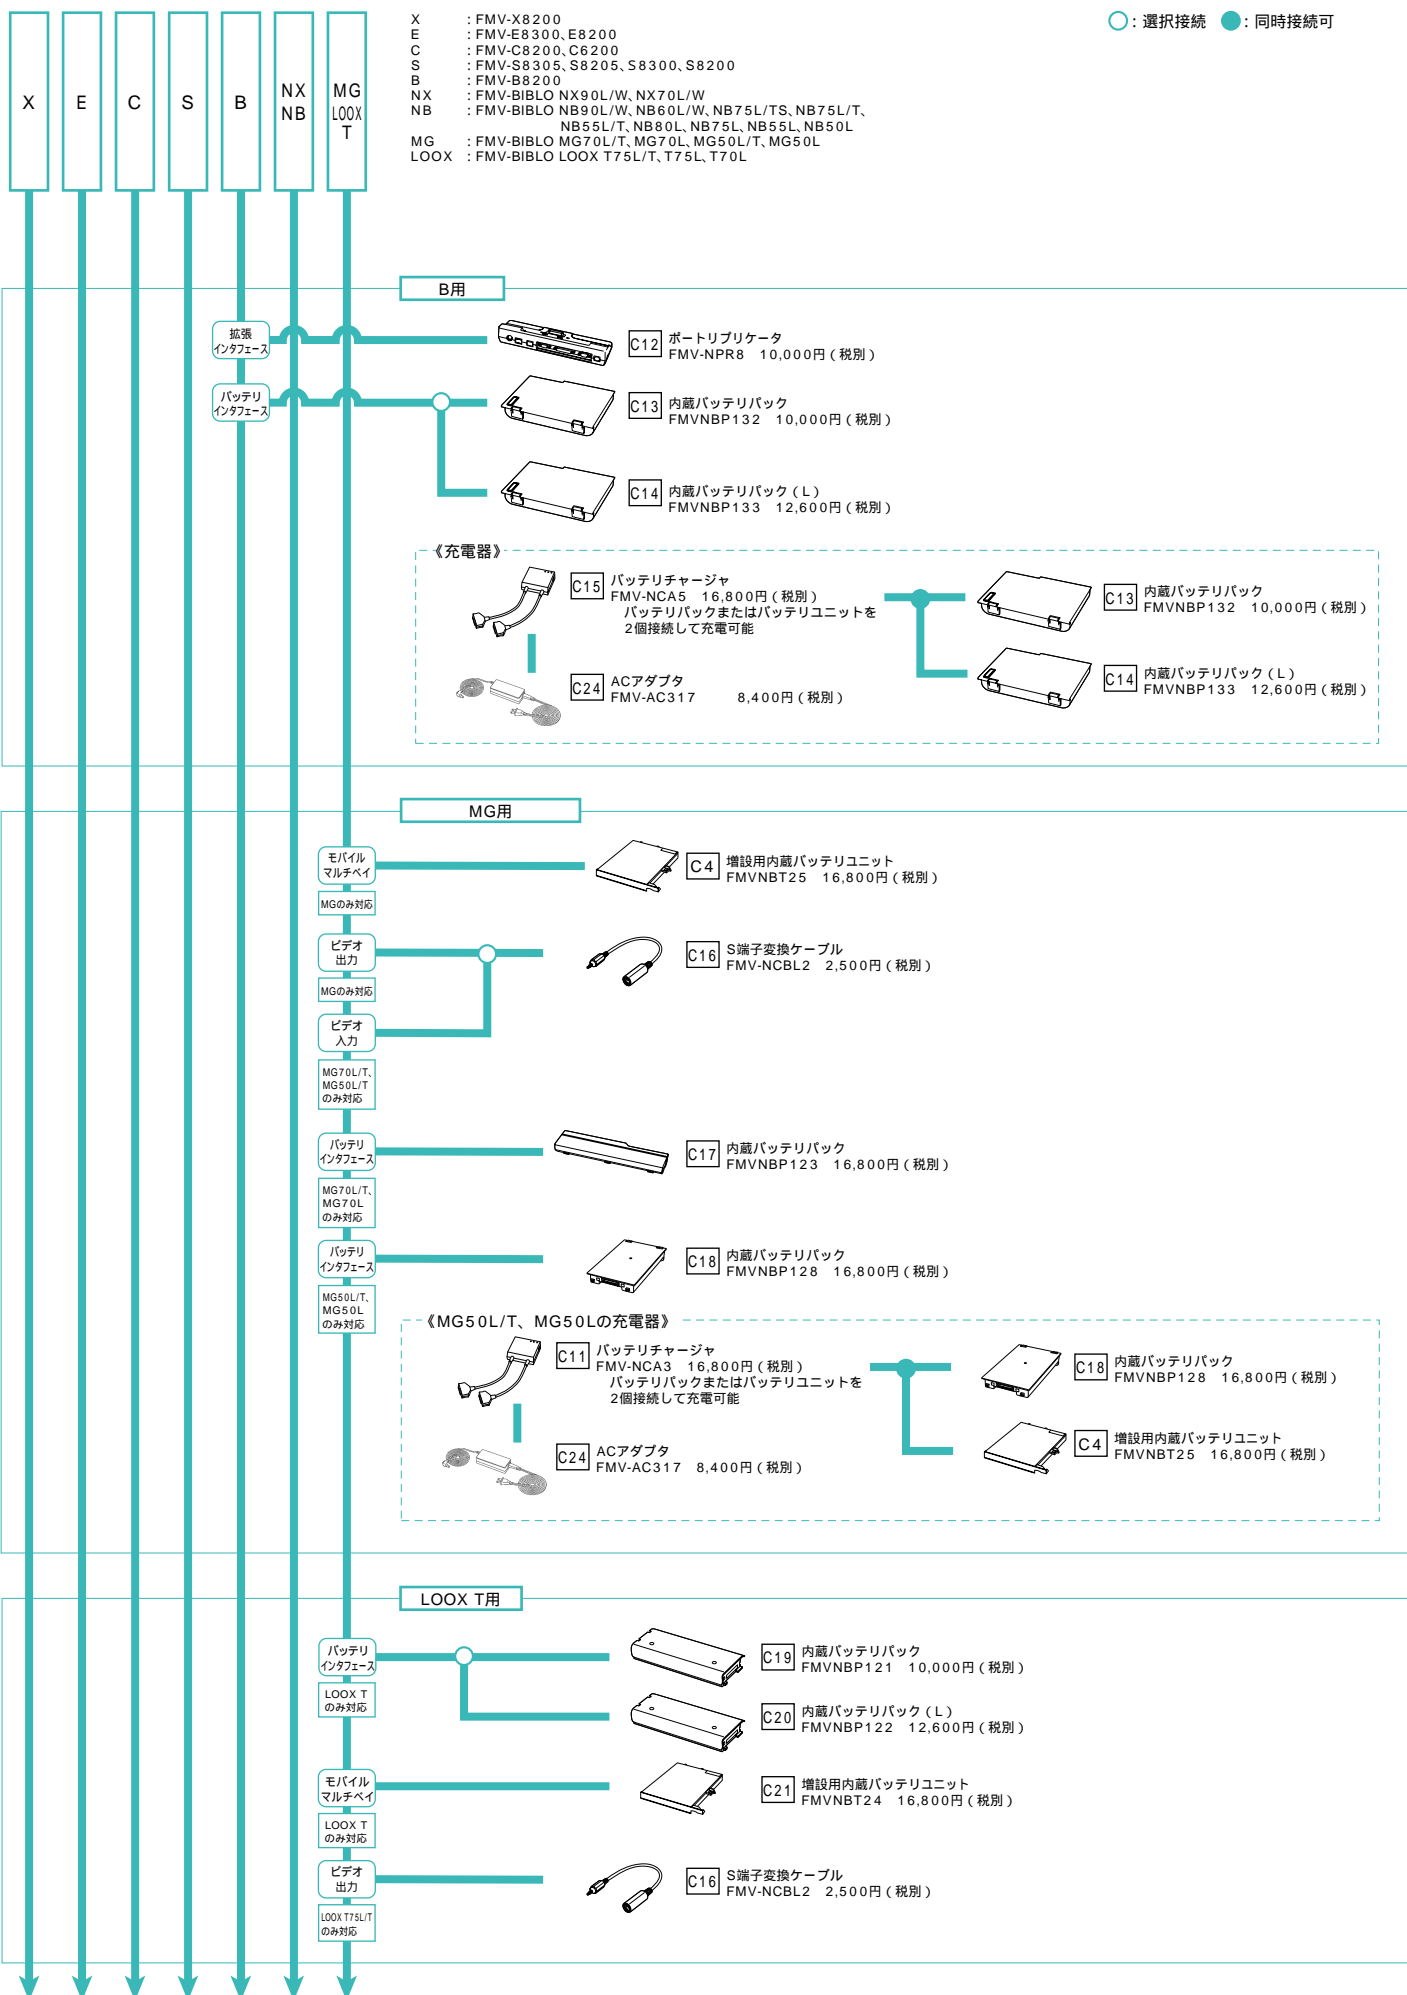 X
E
C
S
B
NX
NB
MG
LOOX
T
X : FMV-X8200
E : FMV-E8300、E8200
C : FMV-C8200、C6200
S : FMV-S8305、S8205、S8300、S8200
B : FMV-B8200
NX : FMV-BIBLO NX90L/W、NX70L/W
NB : FMV-BIBLO NB90L/W、NB60L/W、NB75L/TS、NB75L/T、
NB55L/T、NB80L、NB75L、NB55L、NB50L
MG : FMV-BIBLO MG70L/T、MG70L、MG50L/T、MG50L
LOOX : FMV-BIBLO LOOX T75L/T、T75L、T70L
: 選択接続 : 同時接続可
B用
拡張
インタフェース
C12 ポートリプリケータ
FMV-NPR8 10,000円(税別)
バッテリ
インタフェース
C13 内蔵バッテリパック
FMVNBP132 10,000円(税別)
C14 内蔵バッテリパック(L)
FMVNBP133 12,600円(税別)
《充電器》
C15 バッテリチャージャ
FMV-NCA5 16,800円(税別)
バッテリパックまたはバッテリユニットを
2個接続して充電可能
C24 ACアダプタ
FMV-AC317 8,400円(税別)
C13 内蔵バッテリパック
FMVNBP132 10,000円(税別)
C14 内蔵バッテリパック(L)
FMVNBP133 12,600円(税別)
MG用
モバイル
マルチベイ
MGのみ対応
C4 増設用内蔵バッテリユニット
FMVNBT25 16,800円(税別)
ビデオ
出力
MGのみ対応
C16 S端子変換ケーブル
FMV-NCBL2 2,500円(税別)
ビデオ
入力
MG70L/T、
MG50L/T
のみ対応
バッテリ
インタフェース
MG70L/T、
MG70L
のみ対応
C17 内蔵バッテリパック
FMVNBP123 16,800円(税別)
バッテリ
インタフェース
MG50L/T、
MG50L
のみ対応
C18 内蔵バッテリパック
FMVNBP128 16,800円(税別)
《MG50L/T、MG50Lの充電器》
C11 バッテリチャージャ
FMV-NCA3 16,800円(税別)
バッテリパックまたはバッテリユニットを
2個接続して充電可能
C24 ACアダプタ
FMV-AC317 8,400円(税別)
C18 内蔵バッテリパック
FMVNBP128 16,800円(税別)
C4 増設用内蔵バッテリユニット
FMVNBT25 16,800円(税別)
LOOX T用
バッテリ
インタフェース
LOOX T
のみ対応
C19 内蔵バッテリパック
FMVNBP121 10,000円(税別)
C20 内蔵バッテリパック(L)
FMVNBP122 12,600円(税別)
モバイル
マルチベイ
LOOX T
のみ対応
C21 増設用内蔵バッテリユニット
FMVNBT24 16,800円(税別)
ビデオ
出力
LOOX T75L/T
のみ対応
C16 S端子変換ケーブル
FMV-NCBL2 2,500円(税別)